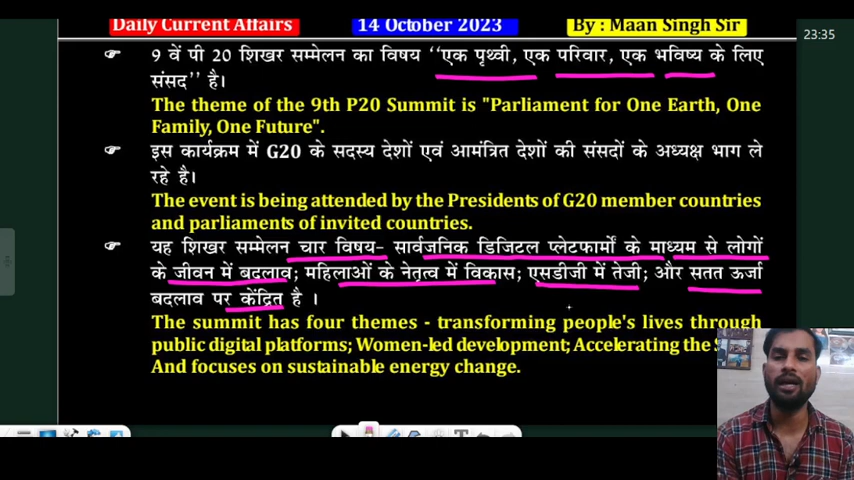 Daily Current Affairs 14 October 2023 By : Maan Singh Sir
23:35
9 वें पी 20 शिखर सम्मेलन का विषय ‘‘एक पृथ्वी, एक परिवार, एक भविष्य के लिए
संसद’’ है।
The theme of the 9th P20 Summit is "Parliament for One Earth, One
Family, One Future".
इस कार्यक्रम में G20 के सदस्य देशों एवं आमंत्रित देशों की संसदों के अध्यक्ष भाग ले
रहे है।
The event is being attended by the Presidents of G20 member countries
and parliaments of invited countries.
यह शिखर सम्मेलन चार विषय- सार्वजनिक डिजिटल प्लेटफार्मों के माध्यम से लोगों
के जीवन में बदलाव; महिलाओं के नेतृत्व में विकास; एसडीजी में तेजी; और सतत ऊर्जा
बदलाव पर केंद्रित है ।
The summit has four themes - transforming people's lives through
public digital platforms; Women-led development; Accelerating the
And focuses on sustainable energy change.